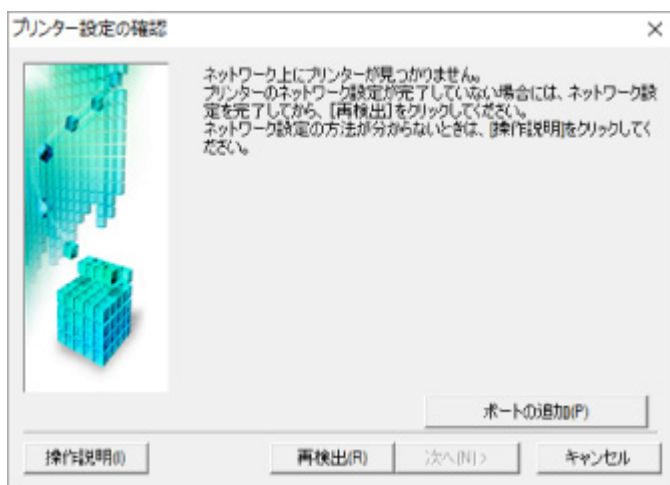 プリンター設定の確認
ネットワーク上にプリンターが見つかりません。
プリンターのネットワーク設定が完了していない場合には、ネットワーク設
定を完了してから、[再検出]をクリックしてください。
ネットワーク設定の方法が分からないときは、[操作説明]をクリックしてく
ださい。
ポートの追加(P)
操作説明(I)
再検出(R)
次へ(N) >
キャンセル